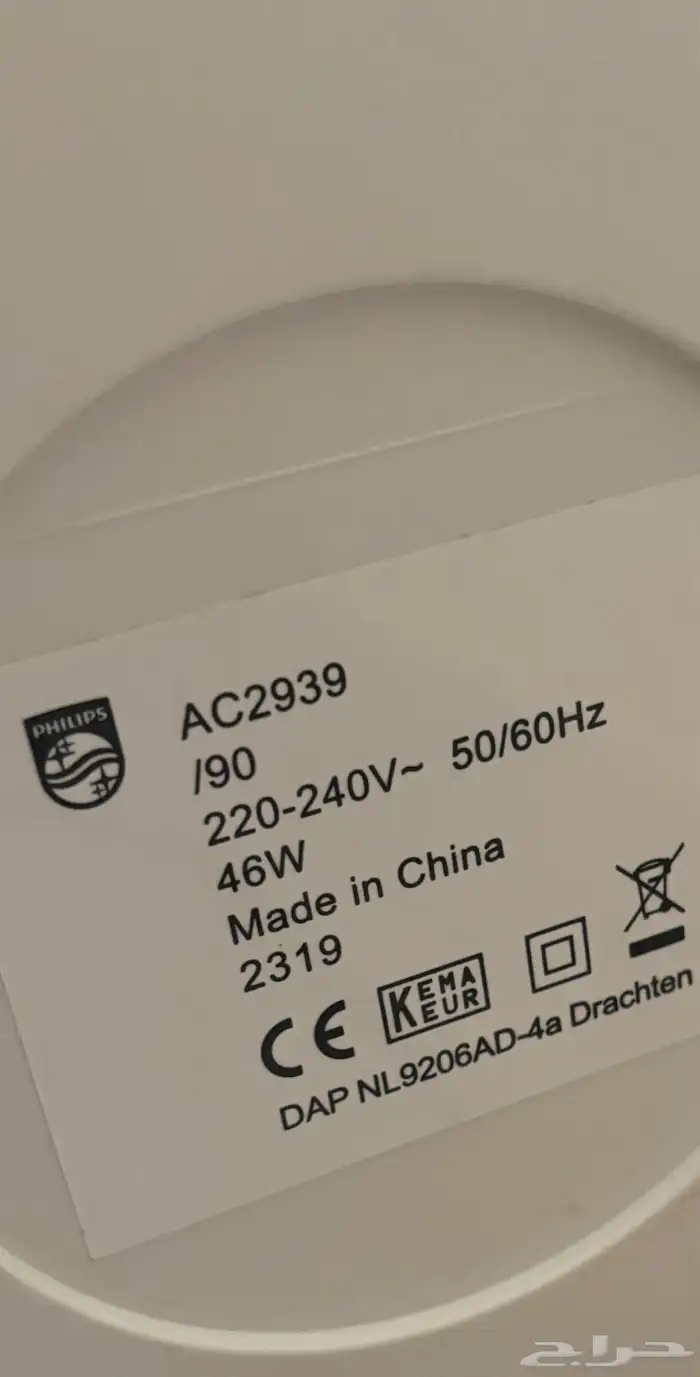 PHILIPS
AC2939
/90
220-240V~ 50/60Hz
46W
Made in China
2319
CE
KEMA
EUR
DAP NL9206AD-4a Drachten
حراج